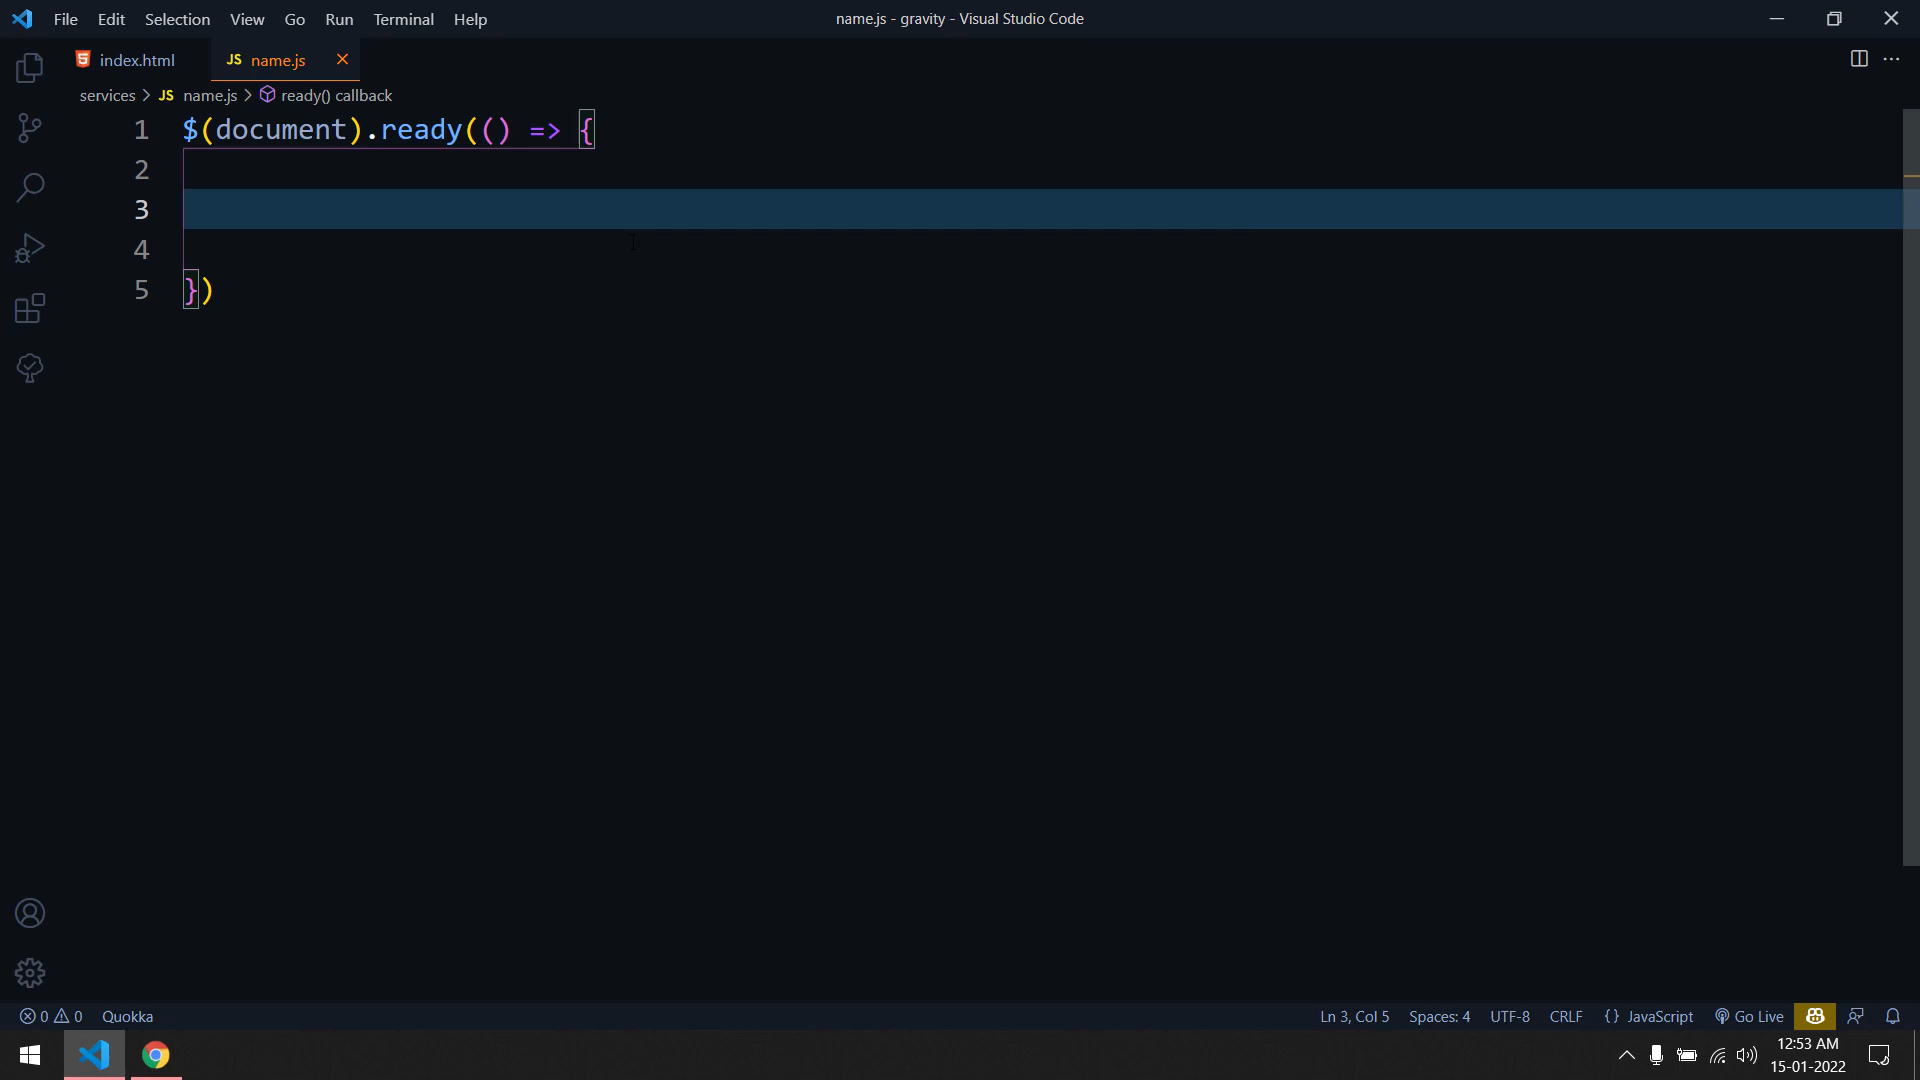 File Edit Selection View Go Run Terminal Help
name.js - gravity - Visual Studio Code
index.html
JS name.js
services > JS name.js > ready() callback
1 $(document).ready(() => {
2
3
4
5 })
0 0 Quokka
Ln 3, Col 5 Spaces: 4 UTF-8 CRLF {} JavaScript Go Live
12:53 AM
15-01-2022